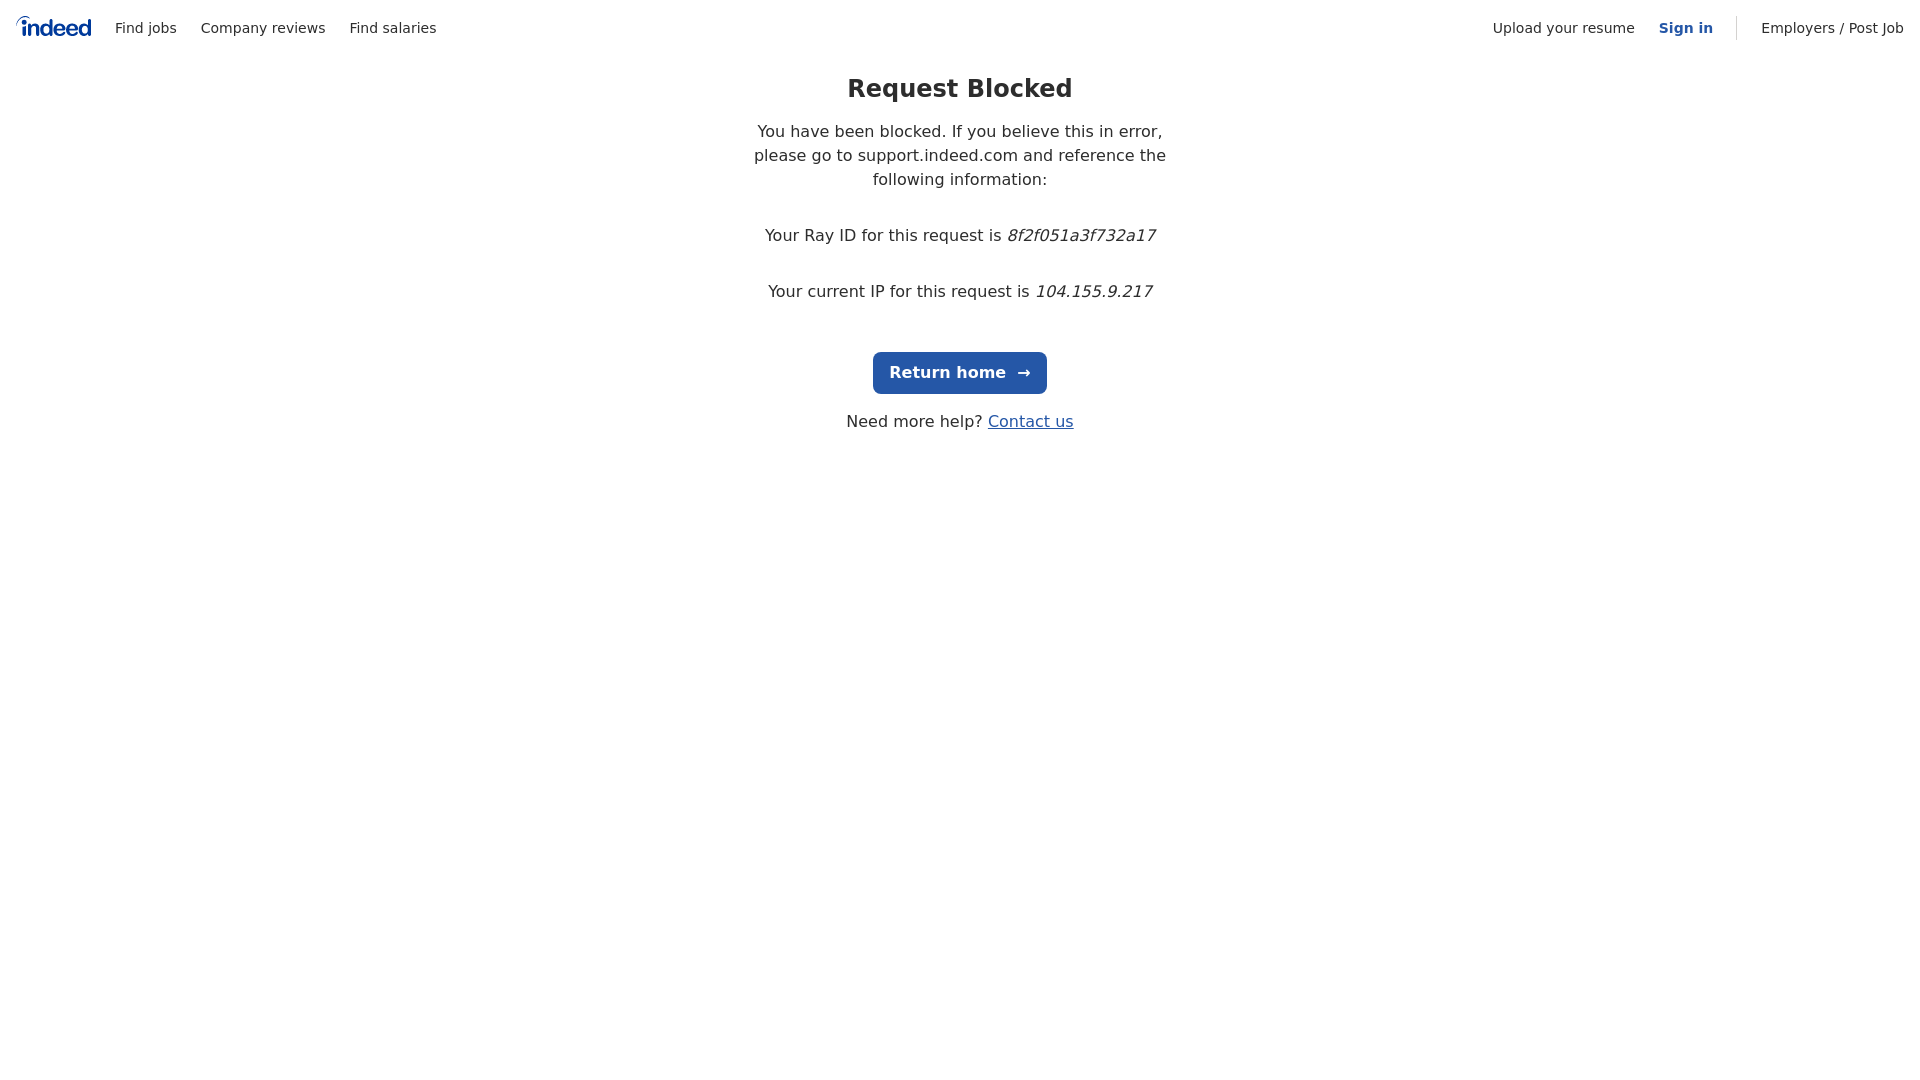 indeed Find jobs Company reviews Find salaries Upload your resume Sign in Employers / Post Job
Request Blocked
You have been blocked. If you believe this in error,
please go to support.indeed.com and reference the
following information:
Your Ray ID for this request is 8f2f051a3f732a17
Your current IP for this request is 104.155.9.217
Return home →
Need more help? Contact us